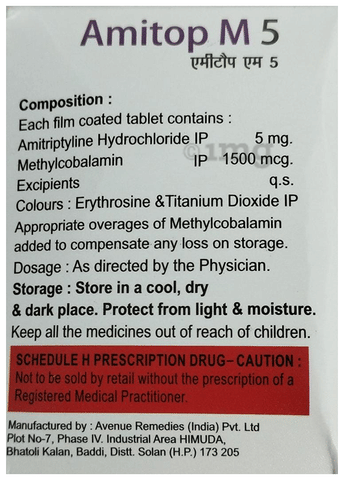 Amitop M 5
एमीटौप एम 5
Composition :
Each film coated tablet contains :
Amitriptyline Hydrochloride IP 5 mg.
Methylcobalamin IP 1500 mcg.
Excipients q.s.
Colours : Erythrosine &Titanium Dioxide IP
Appropriate overages of Methylcobalamin
added to compensate any loss on storage.
Dosage : As directed by the Physician.
Storage : Store in a cool, dry
& dark place. Protect from light & moisture.
Keep all the medicines out of reach of children.
SCHEDULE H PRESCRIPTION DRUG– CAUTION :
Not to be sold by retail without the prescription of a
Registered Medical Practitioner.
Manufactured by : Avenue Remedies (India) Pvt. Ltd
Plot No-7, Phase IV. Industrial Area HIMUDA,
Bhatoli Kalan, Baddi, Distt. Solan (H.P.) 173 205